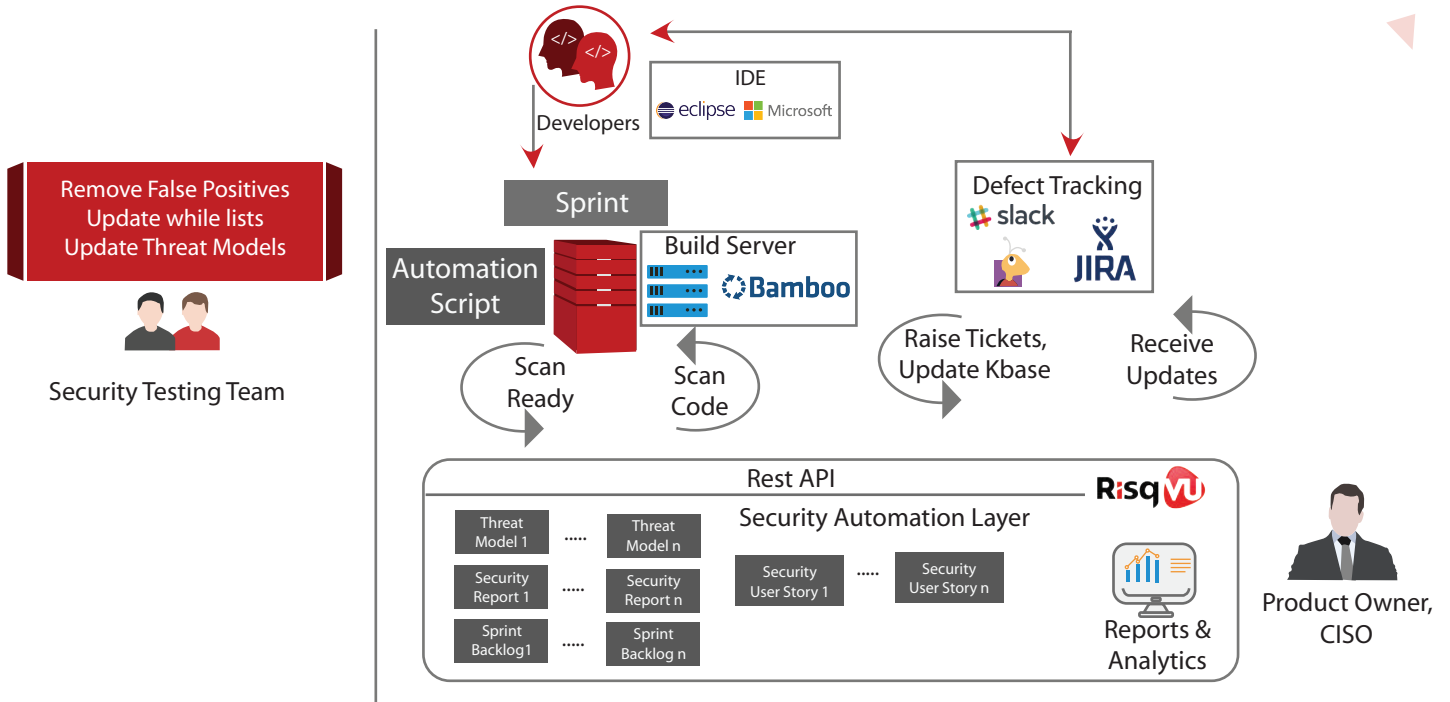 </>
</>
Developers
IDE
eclipse
Microsoft
Remove False Positives
Update while lists
Update Threat Models
Security Testing Team
Sprint
Automation
Script
Build Server
Bamboo
Defect Tracking
slack
JIRA
Scan
Ready
Scan
Code
Raise Tickets,
Update Kbase
Receive
Updates
Rest API
RisqVU
Security Automation Layer
Threat
Model 1
.....
Threat
Model n
Security
Report 1
.....
Security
Report n
Sprint
Backlog1
.....
Sprint
Backlog n
Security
User Story 1
.....
Security
User Story n
Reports &
Analytics
Product Owner,
CISO